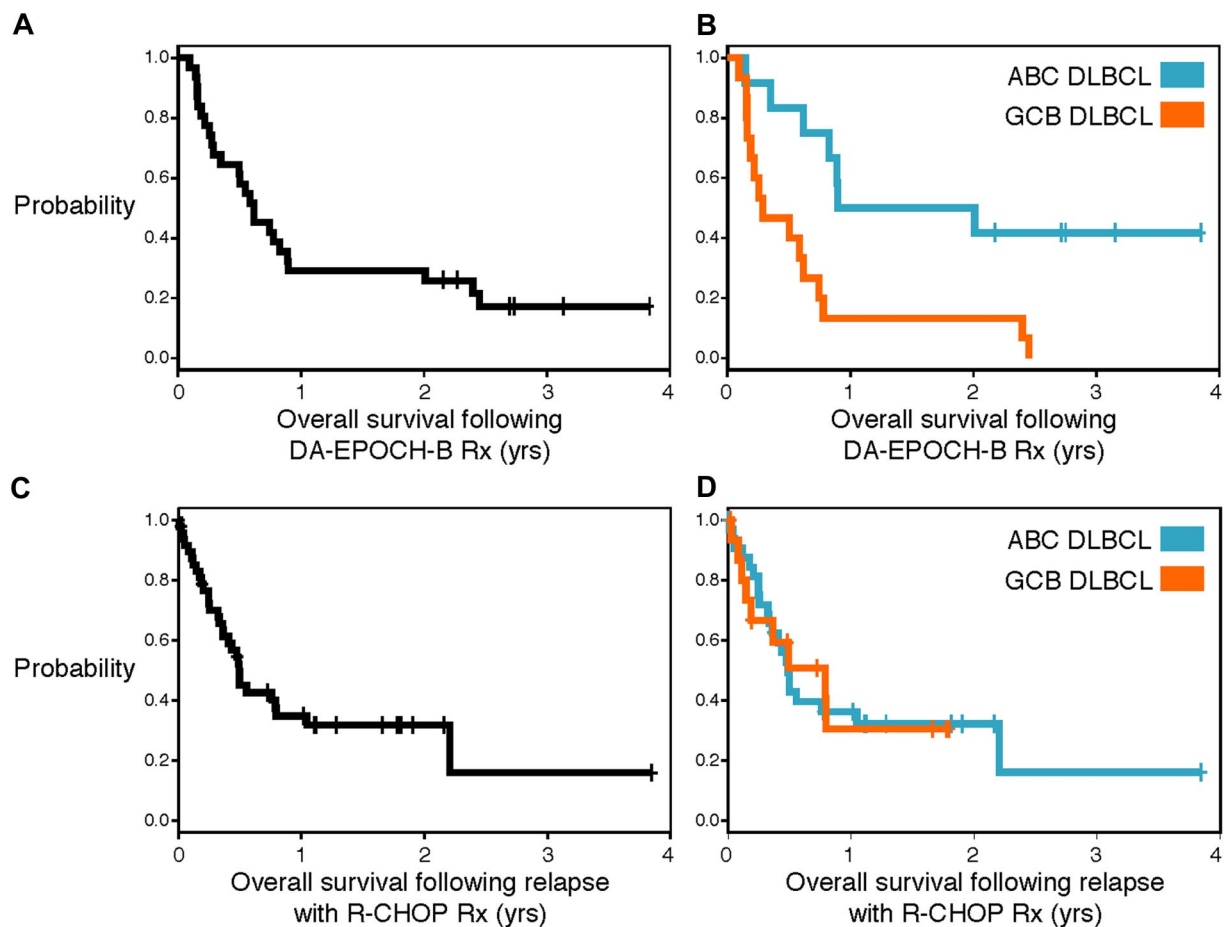 A
1.0
0.8
0.6
Probability
0.4
0.2
0.0
0 1 2 3 4
Overall survival following
DA-EPOCH-B Rx (yrs)
B
1.0
ABC DLBCL
GCB DLBCL
0.8
0.6
0.4
0.2
0.0
0 1 2 3 4
Overall survival following
DA-EPOCH-B Rx (yrs)
C
1.0
0.8
0.6
Probability
0.4
0.2
0.0
0 1 2 3 4
Overall survival following relapse
with R-CHOP Rx (yrs)
D
1.0
ABC DLBCL
GCB DLBCL
0.8
0.6
0.4
0.2
0.0
0 1 2 3 4
Overall survival following relapse
with R-CHOP Rx (yrs)